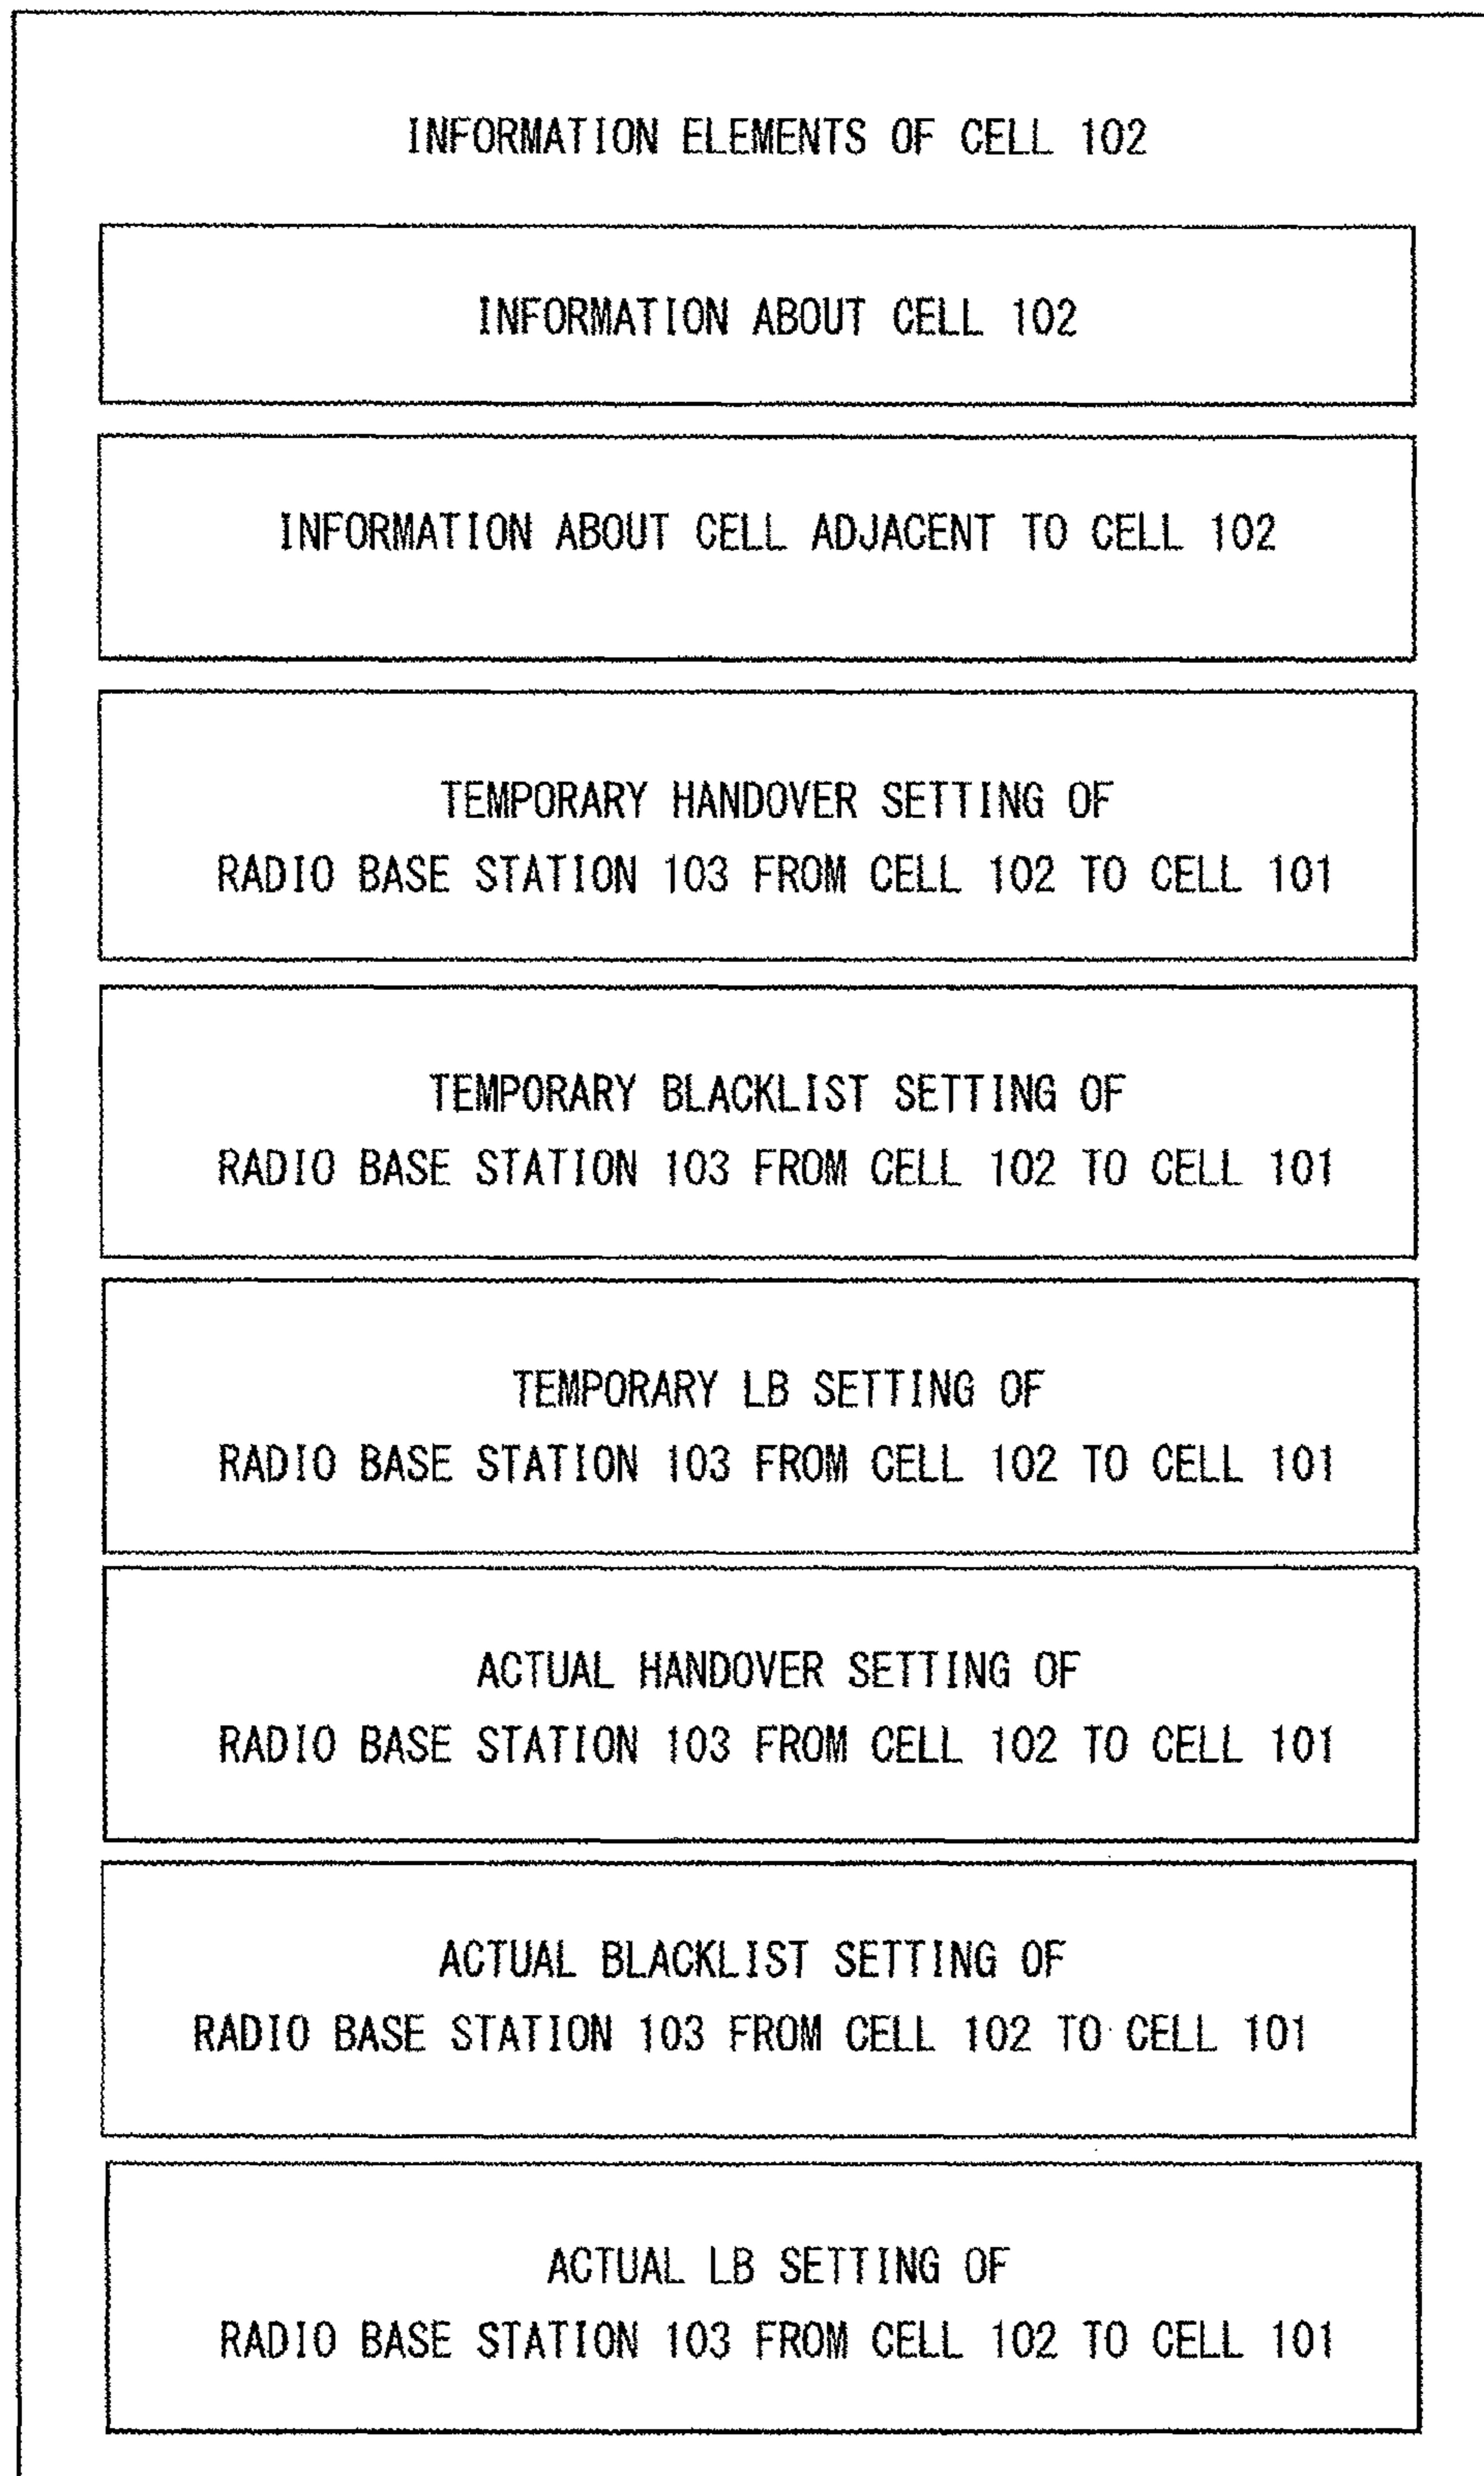 INFORMATION ELEMENTS OF CELL 102
INFORMATION ABOUT CELL 102
INFORMATION ABOUT CELL ADJACENT TO CELL 102
TEMPORARY HANDOVER SETTING OF
RADIO BASE STATION 103 FROM CELL 102 TO CELL 101
TEMPORARY BLACKLIST SETTING OF
RADIO BASE STATION 103 FROM CELL 102 TO CELL 101
TEMPORARY LB SETTING OF
RADIO BASE STATION 103 FROM CELL 102 TO CELL 101
ACTUAL HANDOVER SETTING OF
RADIO BASE STATION 103 FROM CELL 102 TO CELL 101
ACTUAL BLACKLIST SETTING OF
RADIO BASE STATION 103 FROM CELL 102 TO CELL 101
ACTUAL LB SETTING OF
RADIO BASE STATION 103 FROM CELL 102 TO CELL 101